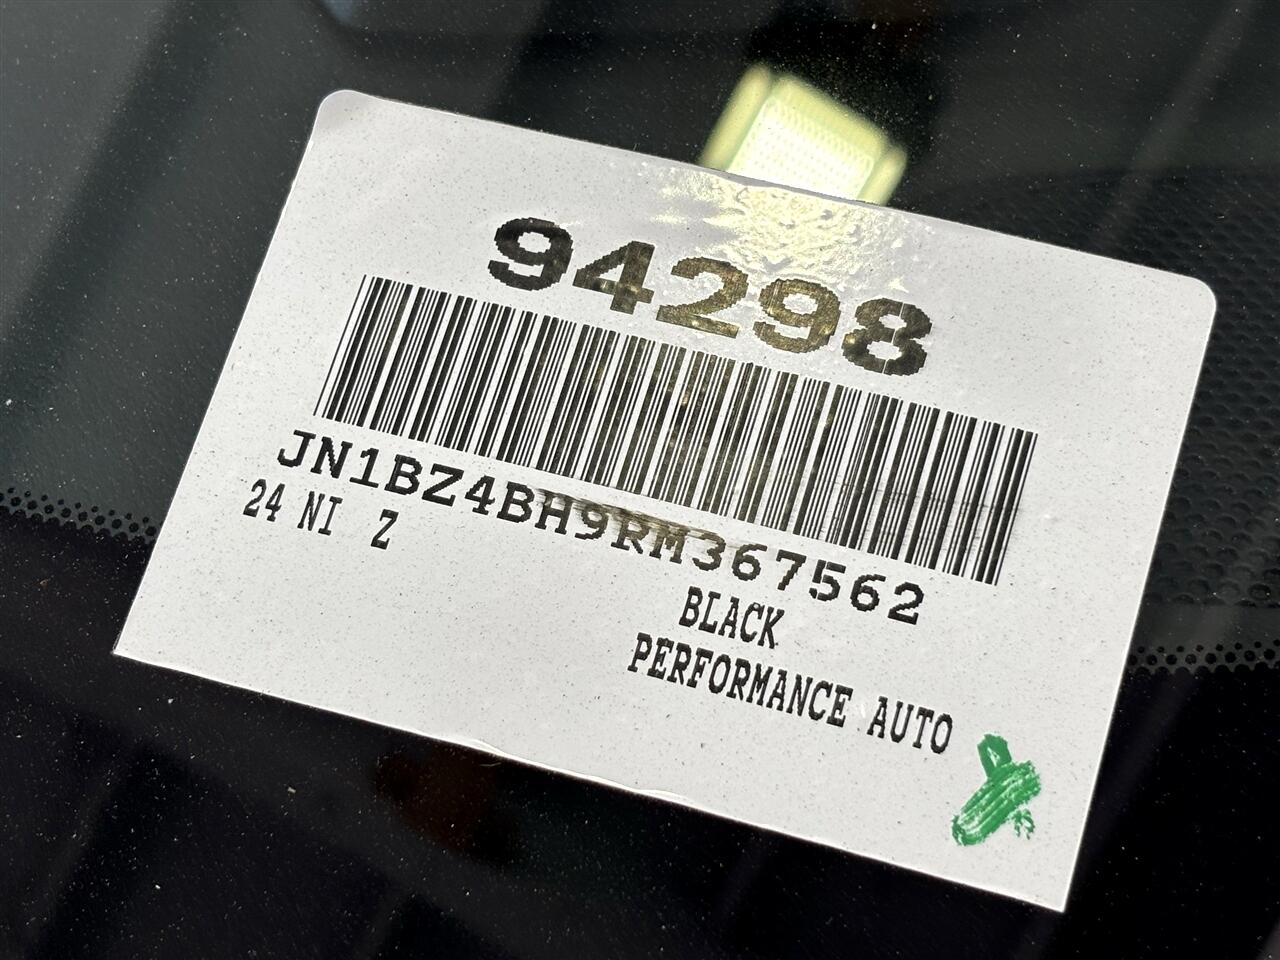 94298
JN1BZ4BH9RM367562
24 NI Z
BLACK
PERFORMANCE AUTO